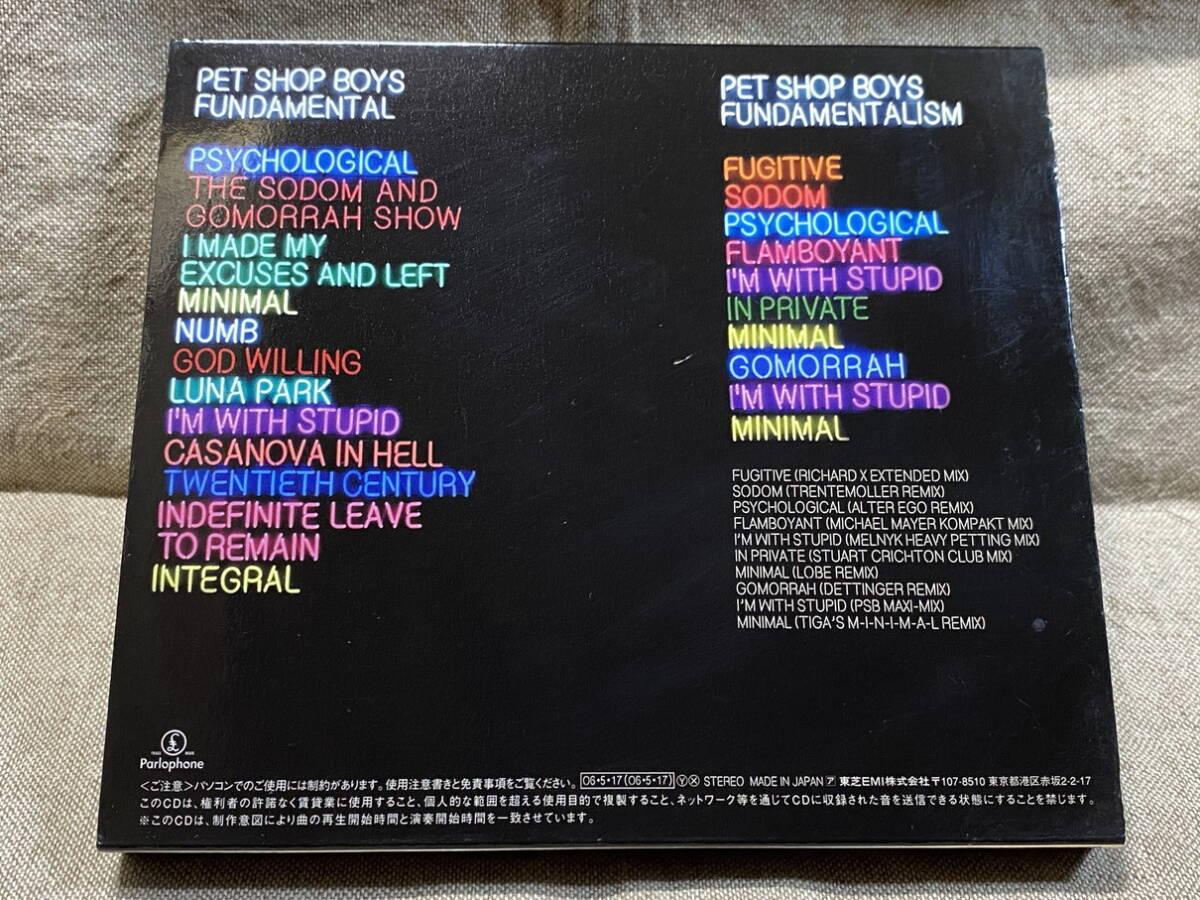 PET SHOP BOYS
FUNDAMENTAL
PSYCHOLOGICAL
THE SODOM AND
GOMORRAH SHOW
I MADE MY
EXCUSES AND LEFT
MINIMAL
NUMB
GOD WILLING
LUNA PARK
I'M WITH STUPID
CASANOVA IN HELL
TWENTIETH CENTURY
INDEFINITE LEAVE
TO REMAIN
INTEGRAL
PET SHOP BOYS
FUNDAMENTALISM
FUGITIVE
SODOM
PSYCHOLOGICAL
FLAMBOYANT
I'M WITH STUPID
IN PRIVATE
MINIMAL
GOMORRAH
I'M WITH STUPID
MINIMAL
FUGITIVE (RICHARD X EXTENDED MIX)
SODOM (TRENTEMOLLER REMIX)
PSYCHOLOGICAL (ALTER EGO REMIX)
FLAMBOYANT (MICHAEL MAYER KOMPAKT MIX)
I'M WITH STUPID (MELNYK HEAVY PETTING MIX)
IN PRIVATE (STUART CRICHTON CLUB MIX)
MINIMAL (LOBE REMIX)
GOMORRAH (DETTINGER REMIX)
I'M WITH STUPID (PSB MAXI-MIX)
MINIMAL (TIGA'S M-I-N-I-M-A-L REMIX)
TRADE £ MARK
Parlophone
<ご注意>パソコンでのご使用には制約があります。使用注意書きと免責事項をご覧ください。 06・5・17(06・5・17) Ⓨ Ⓧ STEREO MADE IN JAPAN ア 東芝EMI株式会社 〒107-8510 東京都港区赤坂2-2-17
このCDは、権利者の許諾なく賃貸業に使用すること、個人的な範囲を超える使用目的で複製すること、ネットワーク等を通じてCDに収録された音を送信できる状態にすることを禁じます。
※このCDは、制作意図により曲の再生開始時間と演奏開始時間を一致させています。